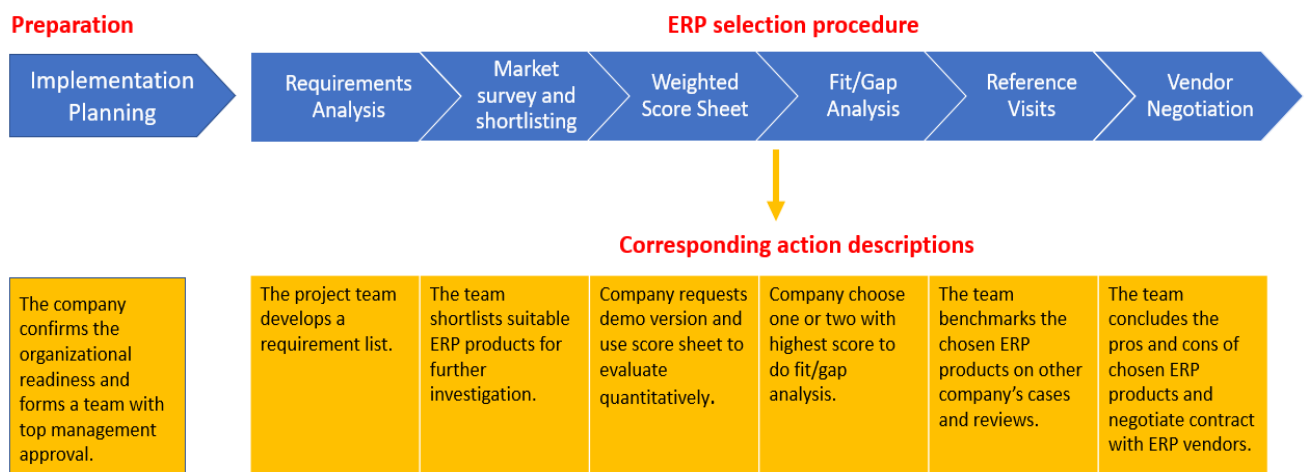 Preparation
ERP selection procedure
Implementation
Planning
Requirements
Analysis
Market
survey and
shortlisting
Weighted
Score Sheet
Fit/Gap
Analysis
Reference
Visits
Vendor
Negotiation
Corresponding action descriptions
The company
confirms the
organizational
readiness and
forms a team with
top management
approval.
The project team
develops a
requirement list.
The team
shortlists suitable
ERP products for
further
investigation.
Company requests
demo version and
use score sheet to
evaluate
quantitatively.
Company choose
one or two with
highest score to
do fit/gap
analysis.
The team
benchmarks the
chosen ERP
products on other
company's cases
and reviews.
The team
concludes the
pros and cons of
chosen ERP
products and
negotiate contract
with ERP vendors.